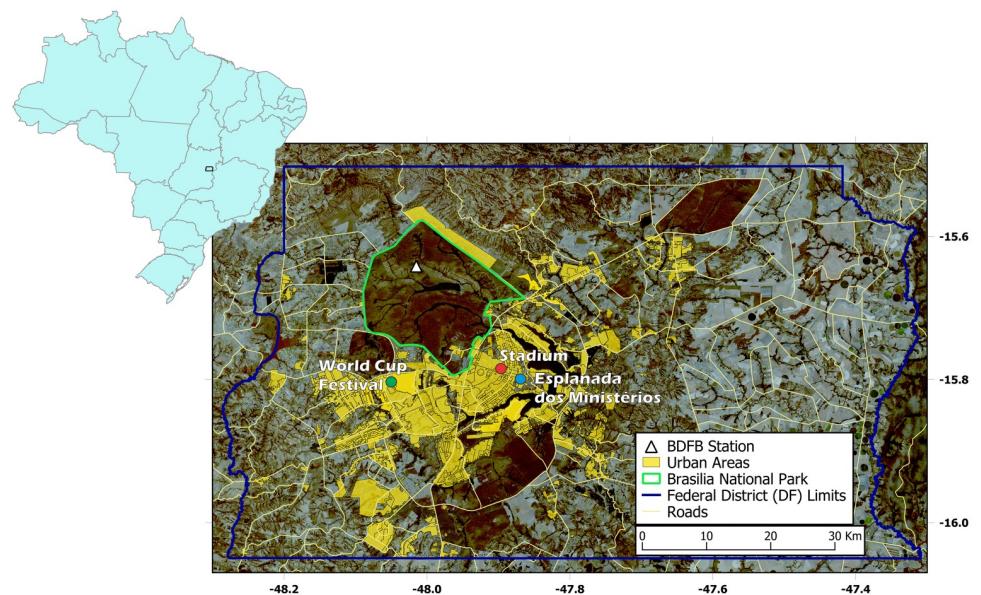 -15.6
World Cup
Festival
Stadium
Esplanada
dos Ministérios
-15.8
BDFB Station
Urban Areas
Brasilia National Park
Federal District (DF) Limits
Roads
-16.0
0 10 20 30 Km
-48.2 -48.0 -47.8 -47.6 -47.4